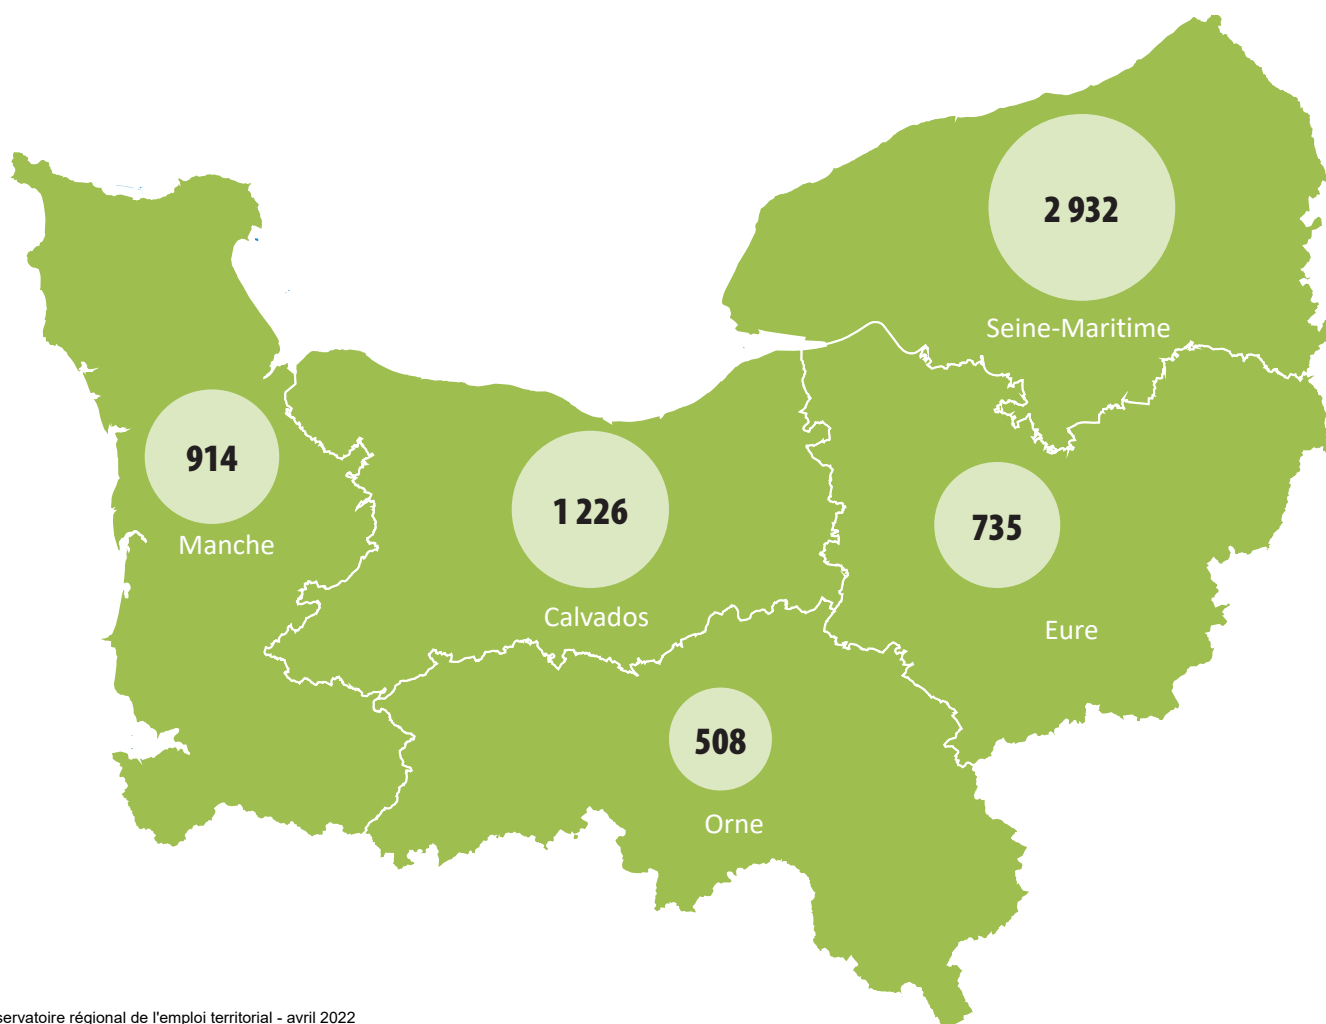 2 932
Seine-Maritime
914
Manche
1 226
Calvados
735
Eure
508
Orne
servatoire régional de l'emploi territorial - avril 2022